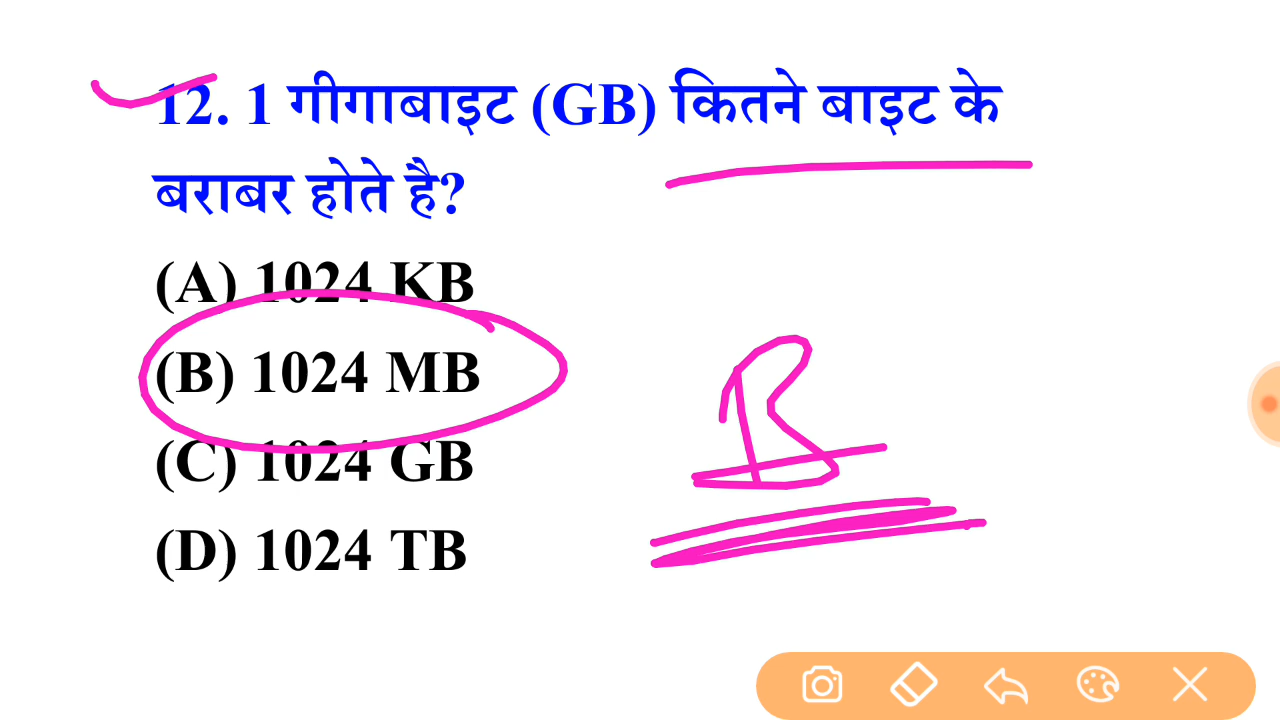 12. 1 गीगाबाइट (GB) कितने बाइट के
बराबर होते है?
(A) 1024 KB
(B) 1024 MB
(C) 1024 GB
(D) 1024 TB
B